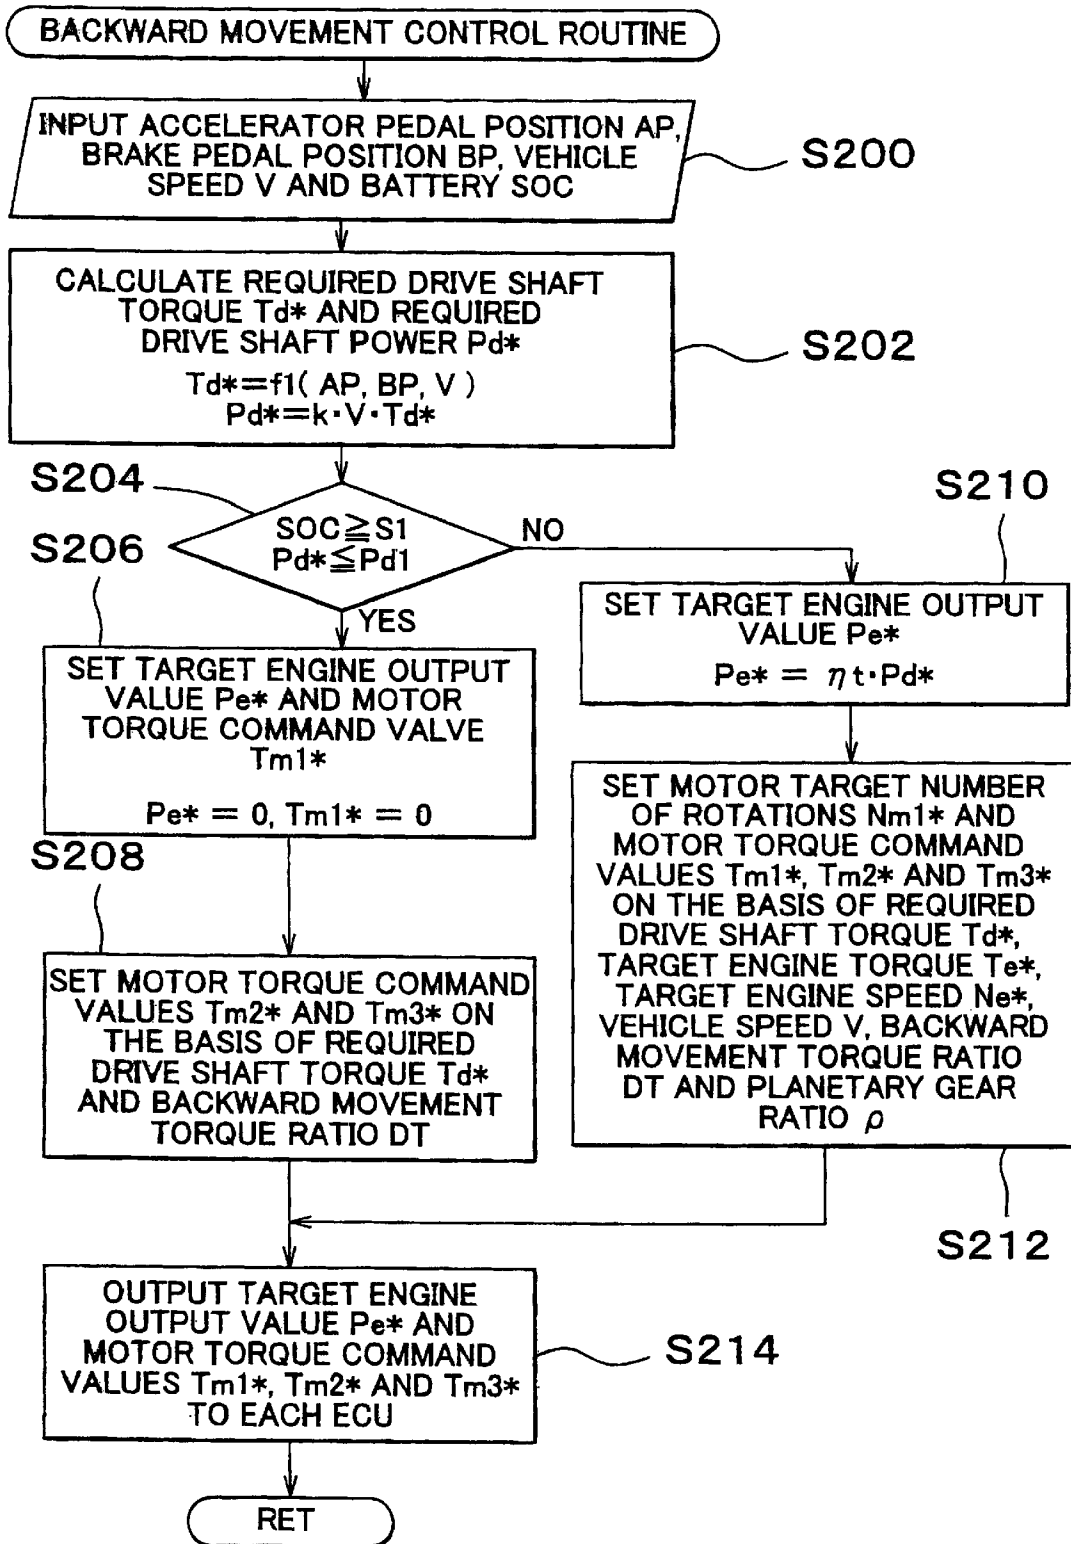 BACKWARD MOVEMENT CONTROL ROUTINE
INPUT ACCELERATOR PEDAL POSITION AP,
BRAKE PEDAL POSITION BP, VEHICLE
SPEED V AND BATTERY SOC
S200
CALCULATE REQUIRED DRIVE SHAFT
TORQUE Td* AND REQUIRED
DRIVE SHAFT POWER Pd*
Td*=f1( AP, BP, V )
Pd*=k·V·Td*
S202
S204
SOC≧S1
Pd*≦Pd1
NO
YES
S206
SET TARGET ENGINE OUTPUT
VALUE Pe* AND MOTOR
TORQUE COMMAND VALVE
Tm1*
Pe* = 0, Tm1* = 0
S208
SET MOTOR TORQUE COMMAND
VALUES Tm2* AND Tm3* ON
THE BASIS OF REQUIRED
DRIVE SHAFT TORQUE Td*
AND BACKWARD MOVEMENT
TORQUE RATIO DT
S210
SET TARGET ENGINE OUTPUT
VALUE Pe*
Pe* = ηt·Pd*
SET MOTOR TARGET NUMBER
OF ROTATIONS Nm1* AND
MOTOR TORQUE COMMAND
VALUES Tm1*, Tm2* AND Tm3*
ON THE BASIS OF REQUIRED
DRIVE SHAFT TORQUE Td*,
TARGET ENGINE TORQUE Te*,
TARGET ENGINE SPEED Ne*,
VEHICLE SPEED V, BACKWARD
MOVEMENT TORQUE RATIO
DT AND PLANETARY GEAR
RATIO ρ
S212
OUTPUT TARGET ENGINE
OUTPUT VALUE Pe* AND
MOTOR TORQUE COMMAND
VALUES Tm1*, Tm2* AND Tm3*
TO EACH ECU
S214
RET